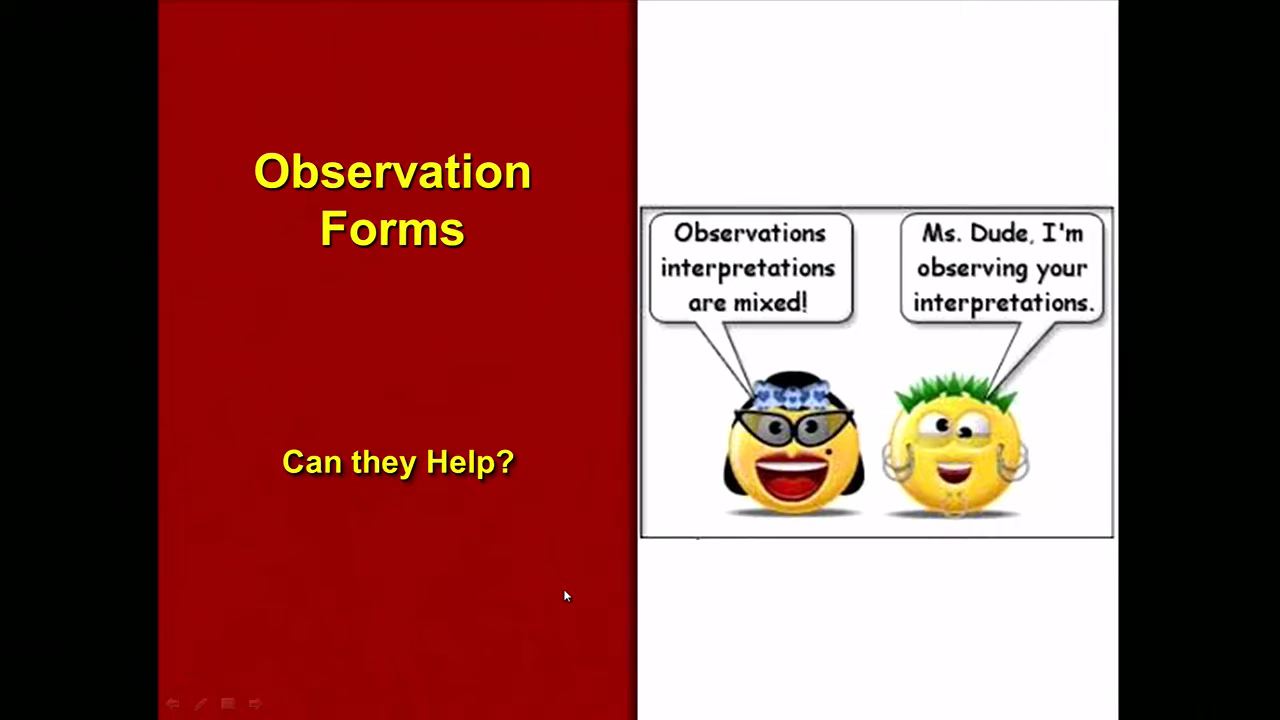 Observation
Forms
Can they Help?
Observations
interpretations
are mixed!
Ms. Dude, I'm
observing your
interpretations.